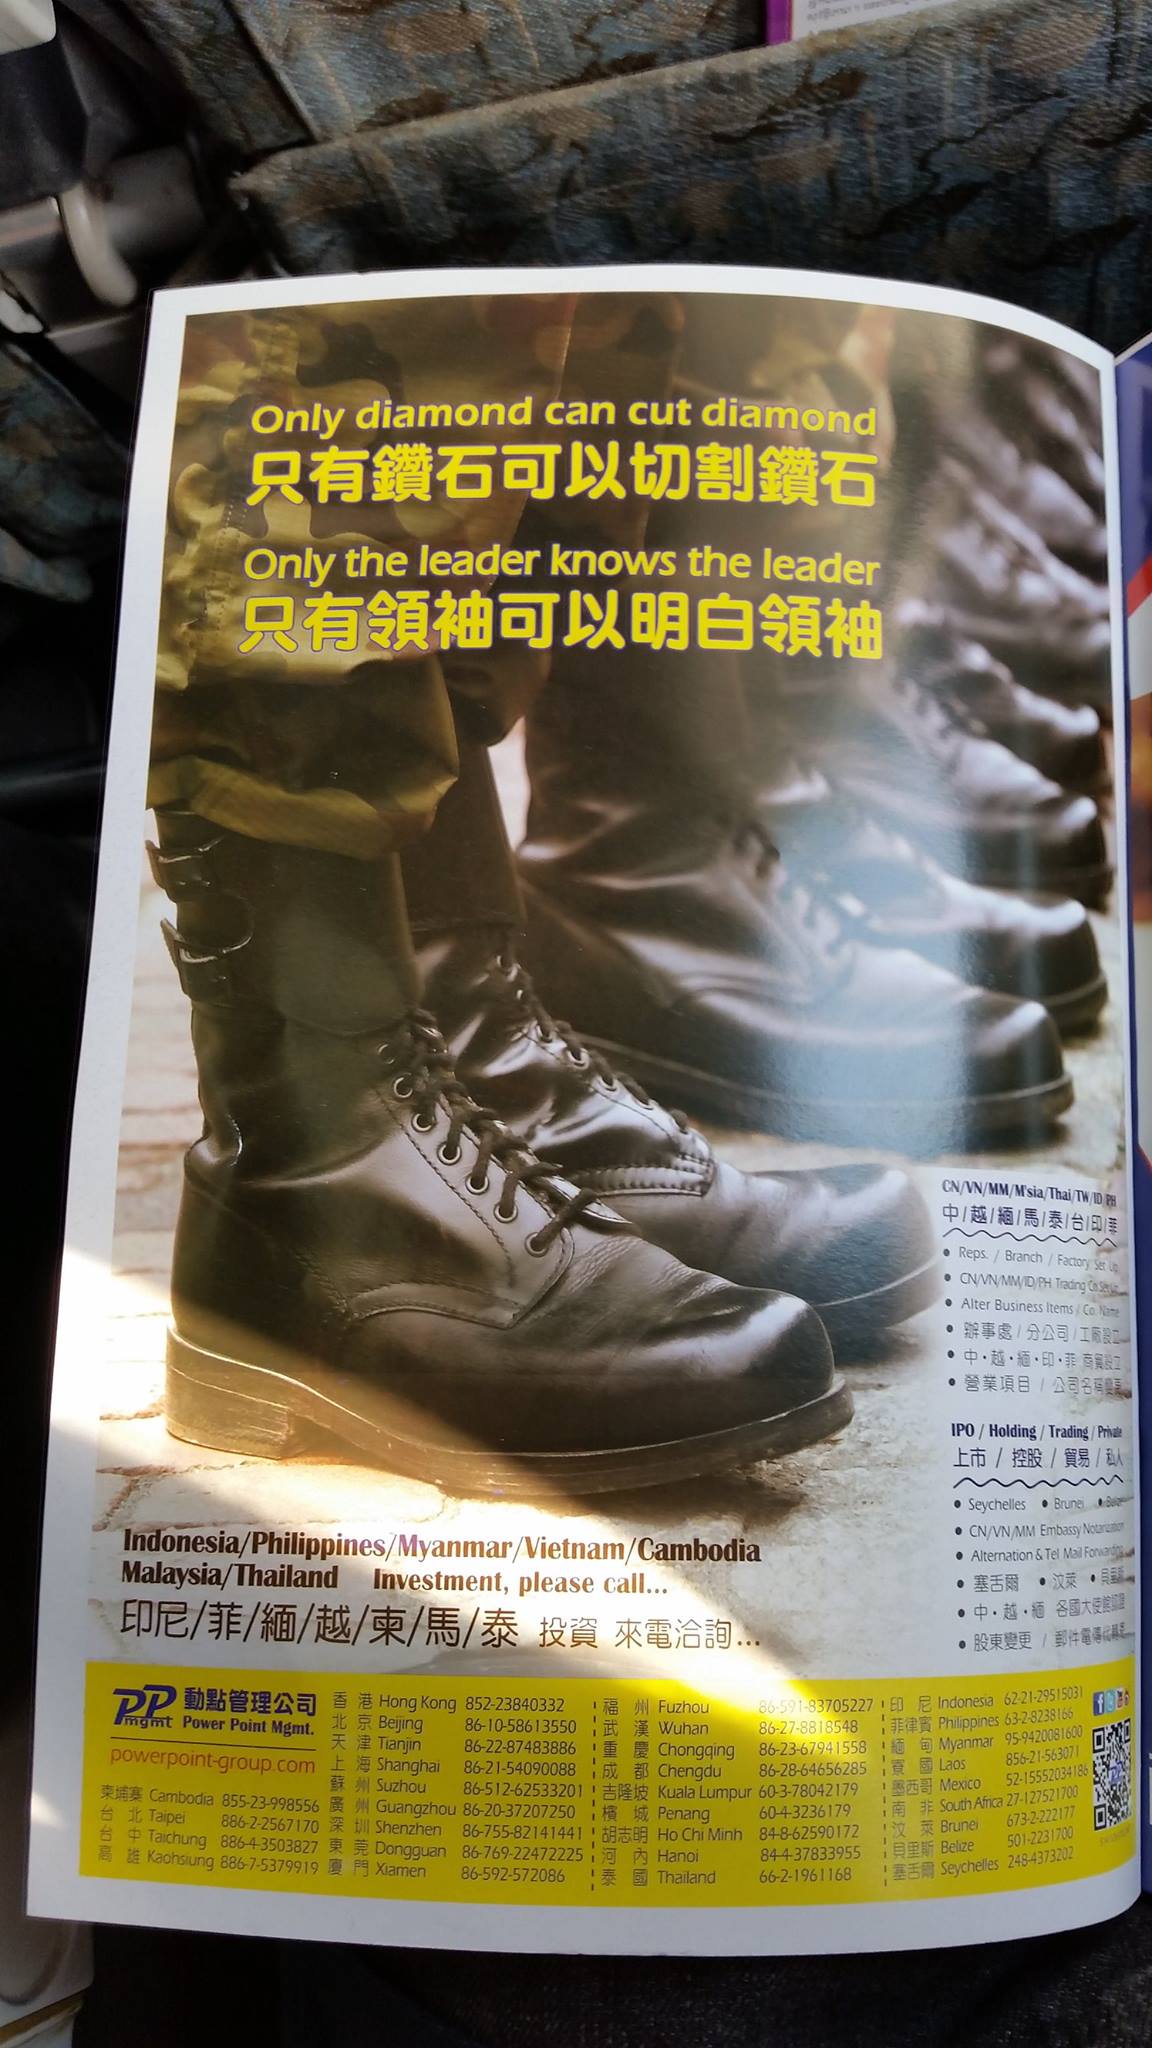 Only diamond can cut diamond
只有鑽石可以切割鑽石
Only the leader knows the leader
只有領袖可以明白領袖
CN/VN/MM/M'sia/Thai/TW/ID/PH
中/越/緬/馬/泰/台/印/菲
• Reps. / Branch / Factory Set Up
• CN/VN/MM/ID/PH Trading Co Set Up
• Alter Business Items / Co. Name
• 辦事處 / 分公司 / 工廠設立
• 中・越・緬・印・菲 商貿設立
• 營業項目 / 公司名稱變更
IPO / Holding / Trading / Private
上市 / 控股 / 貿易 / 私人
• Seychelles • Brunei • Belize
• CN/VN/MM Embassy Notarization
• Alternation & Tel Mail Forwarding
• 塞舌爾 • 汶萊 • 貝里斯
• 中・越・緬 各國大使館認證
• 股東變更 / 郵件電傳代轉
Indonesia/Philippines/Myanmar/Vietnam/Cambodia
Malaysia/Thailand Investment, please call...
印尼/菲/緬/越/柬/馬/泰 投資 來電洽詢...
PP mgmt 動點管理公司
Power Point Mgmt.
powerpoint-group.com
柬埔寨 Cambodia 855-23-998556
台北 Taipei 886-2-2567170
台中 Taichung 886-4-3503827
高雄 Kaohsiung 886-7-5379919
香港 Hong Kong 852-23840332
北京 Beijing 86-10-58613550
天津 Tianjin 86-22-87483886
上海 Shanghai 86-21-54090088
蘇州 Suzhou 86-512-62533201
廣州 Guangzhou 86-20-37207250
深圳 Shenzhen 86-755-82141441
東莞 Dongguan 86-769-22472225
廈門 Xiamen 86-592-572086
福州 Fuzhou 86-591-83705227
武漢 Wuhan 86-27-8818548
重慶 Chongqing 86-23-67941558
成都 Chengdu 86-28-64656285
吉隆坡 Kuala Lumpur 60-3-78042179
檳城 Penang 60-4-3236179
胡志明 Ho Chi Minh 84-8-62590172
河內 Hanoi 84-4-37833955
泰國 Thailand 66-2-1961168
印尼 Indonesia 62-21-29515031
菲律賓 Philippines 63-2-8238166
緬甸 Myanmar 95-9420081600
寮國 Laos 856-21-563071
墨西哥 Mexico 52-15552034186
南非 South Africa 27-127521700
汶萊 Brunei 673-2-222177
貝里斯 Belize 501-2231700
塞舌爾 Seychelles 248-4373202